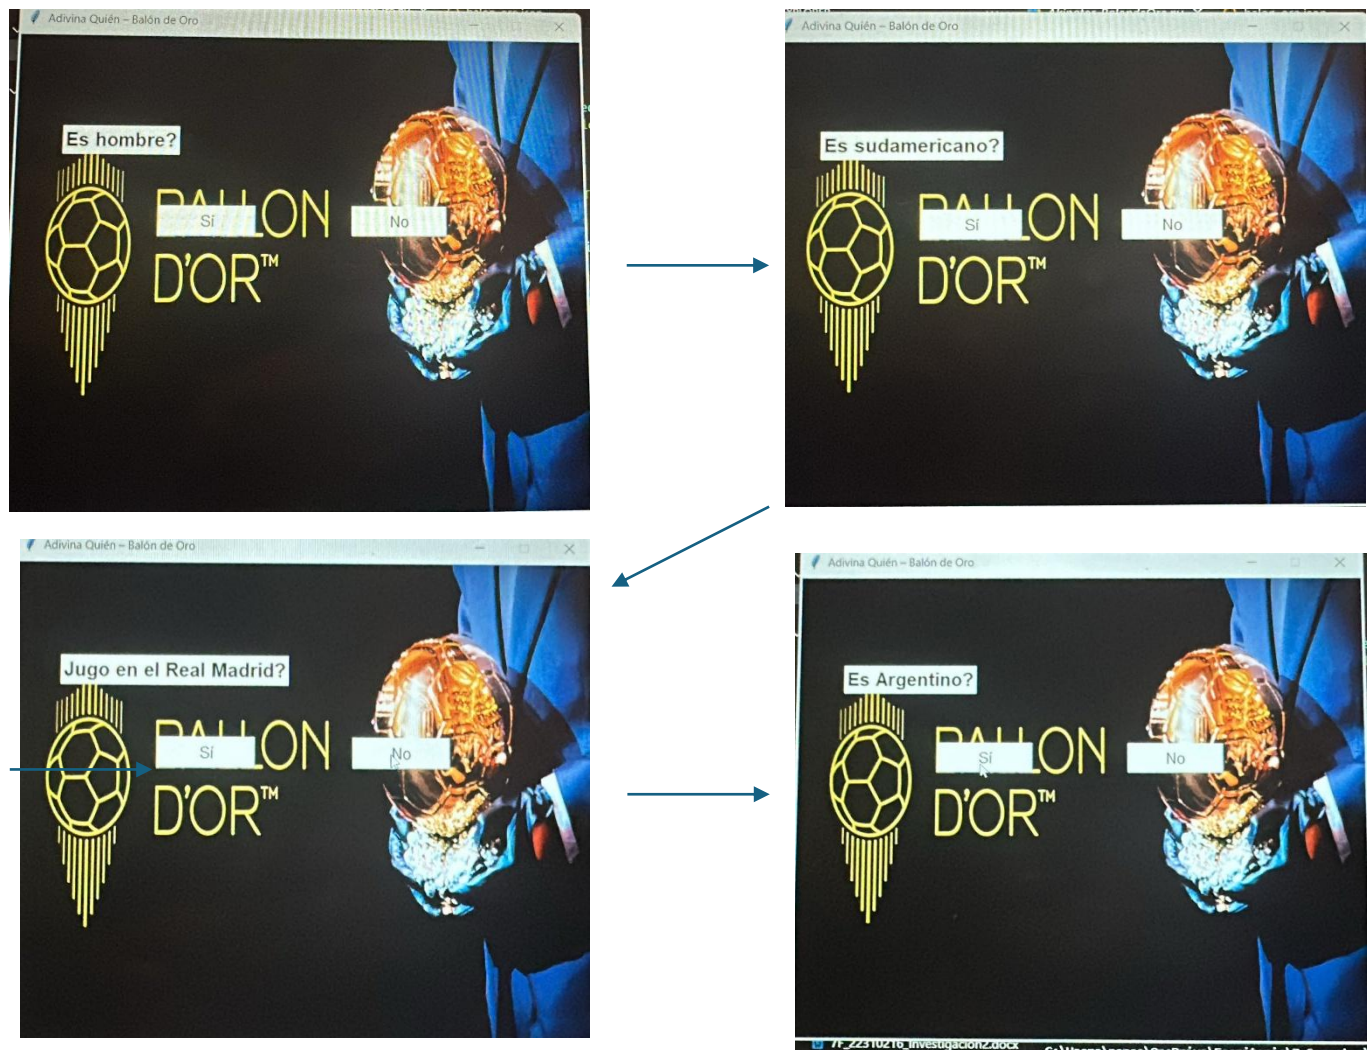 Adivina Quién – Balón de Oro
Es hombre?
BALLON
Sí
No
D'OR™
Adivina Quién – Balón de Oro
Es sudamericano?
BALLON
Sí
No
D'OR™
Adivina Quién – Balón de Oro
Jugo en el Real Madrid?
BALLON
Sí
No
D'OR™
Adivina Quién – Balón de Oro
Es Argentino?
BALLON
Sí
No
D'OR™
7F_22310216_Investigacion2.docx